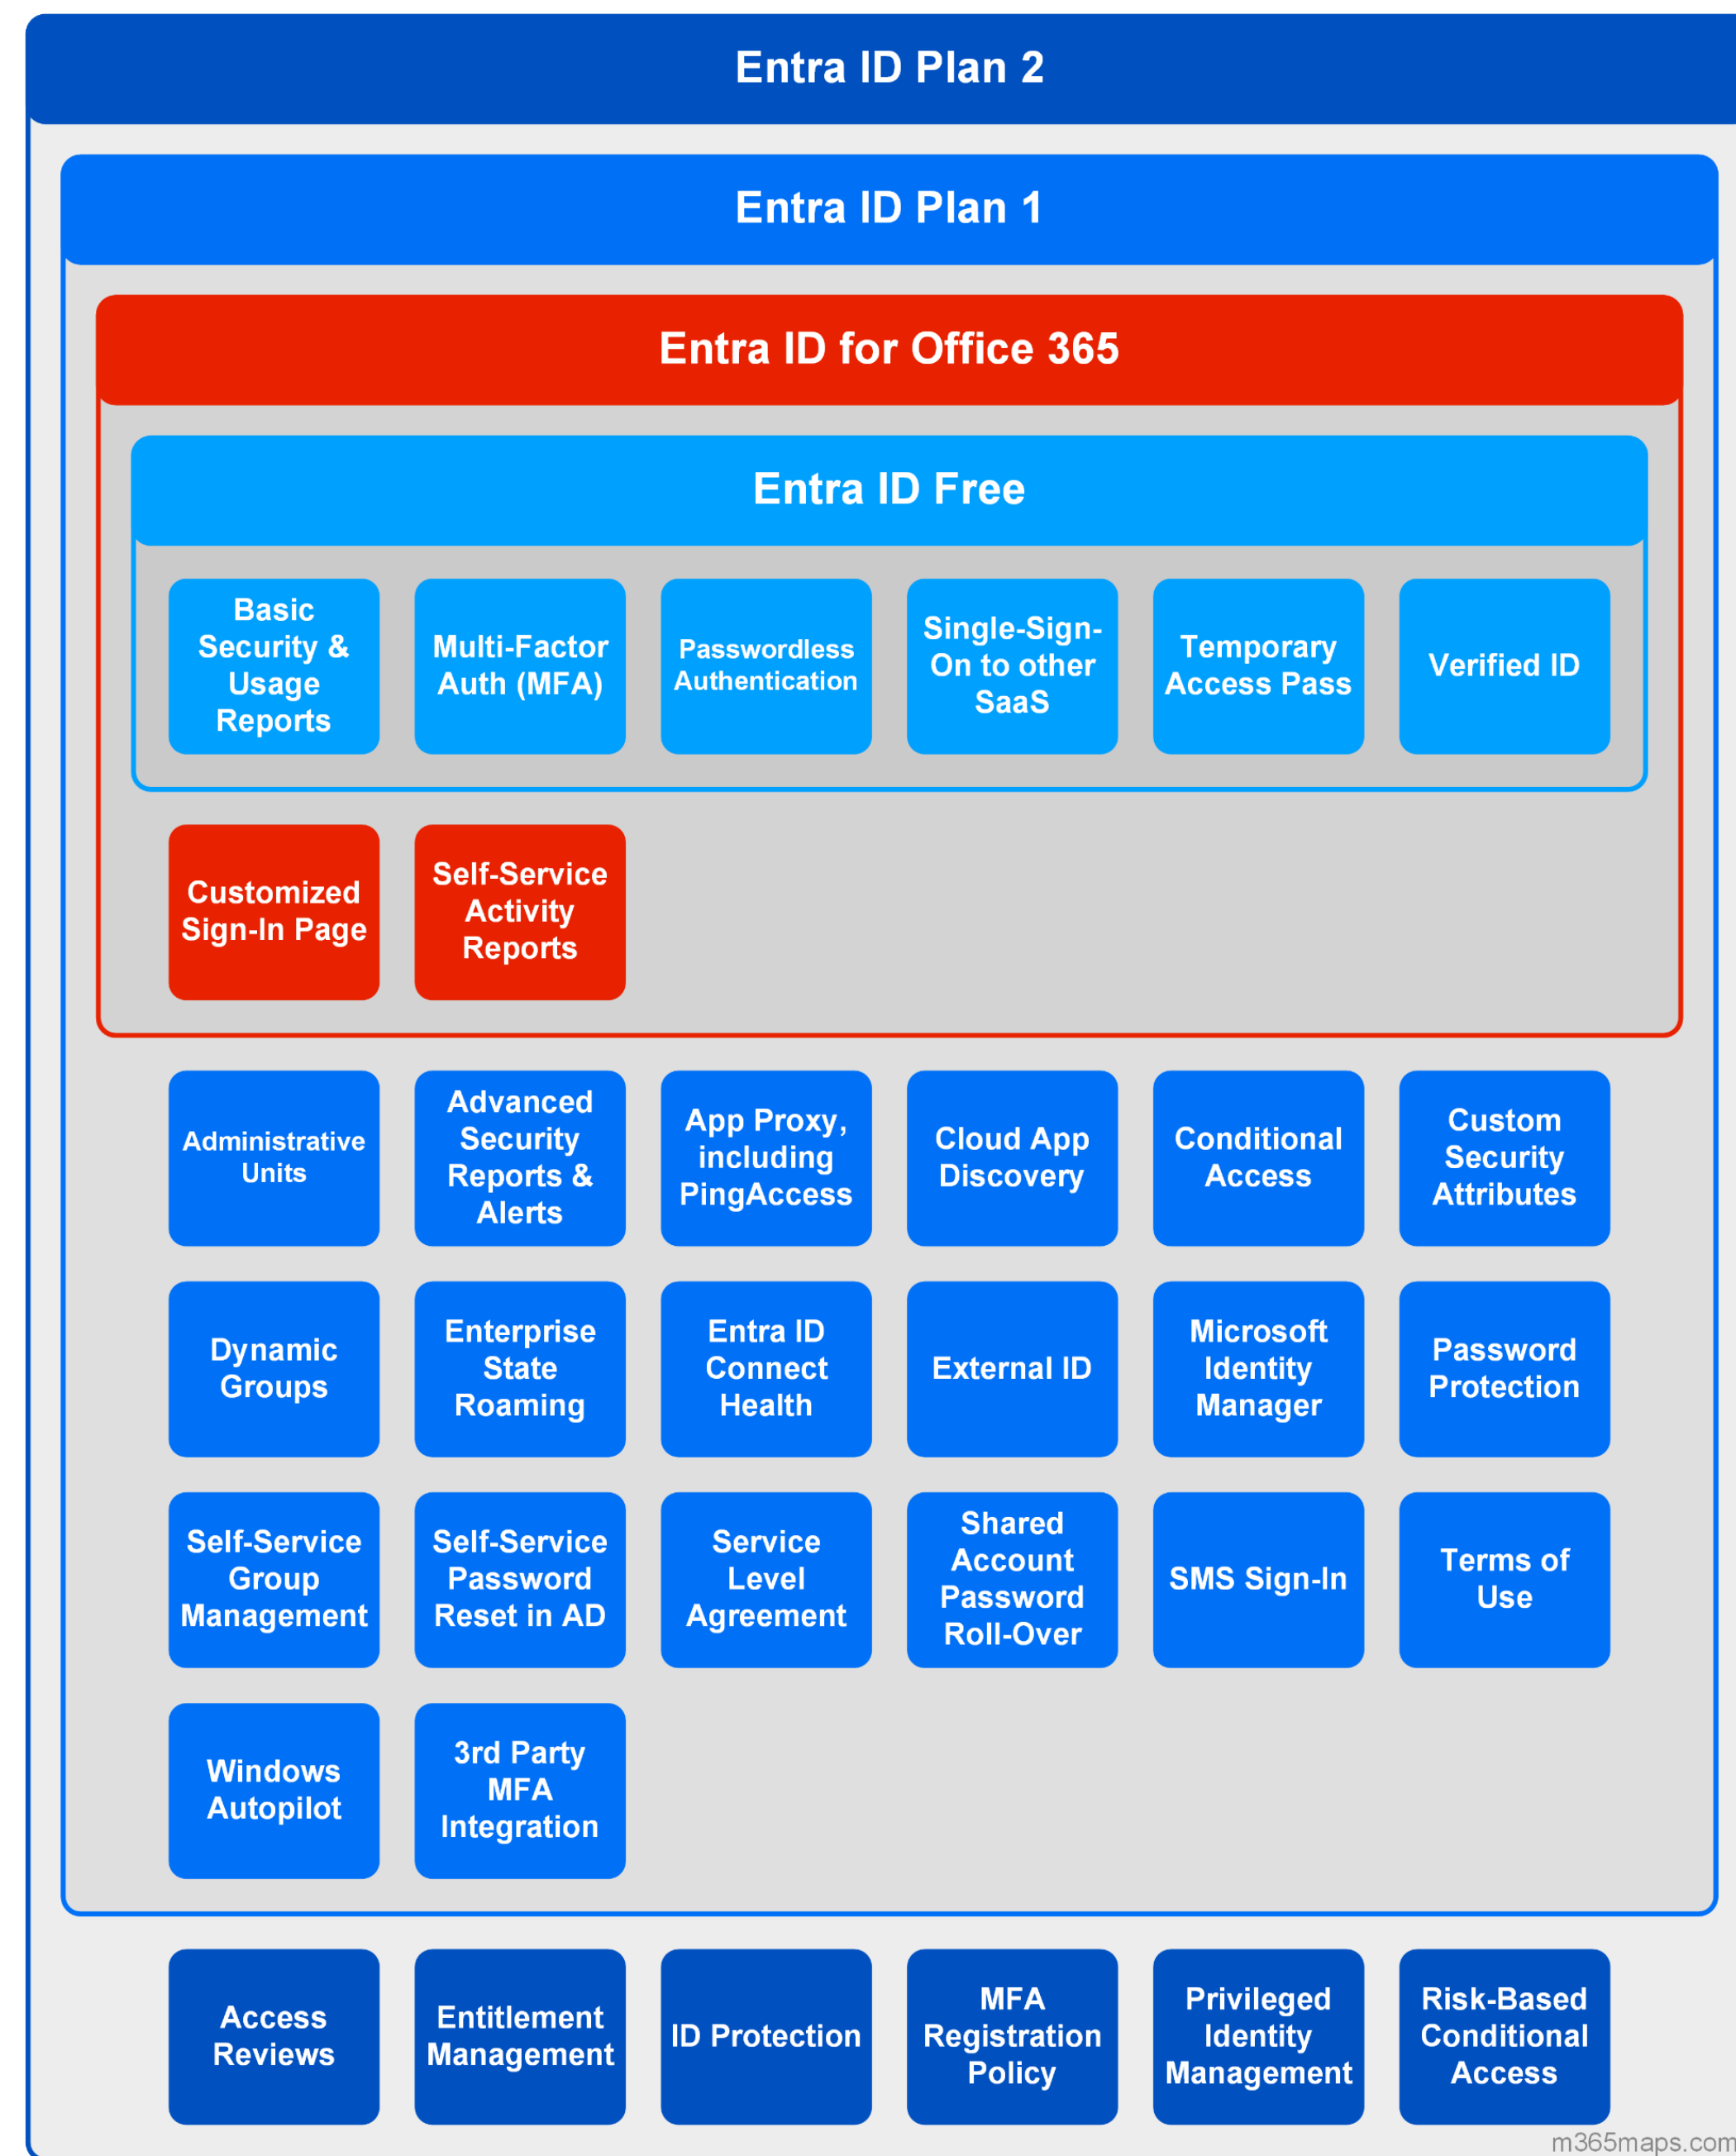 Entra ID Plan 2
Entra ID Plan 1
Entra ID for Office 365
Entra ID Free
Basic
Security &
Usage
Reports
Multi-Factor
Auth (MFA)
Passwordless
Authentication
Single-Sign-
On to other
SaaS
Temporary
Access Pass
Verified ID
Customized
Sign-In Page
Self-Service
Activity
Reports
Administrative
Units
Advanced
Security
Reports &
Alerts
App Proxy,
including
PingAccess
Cloud App
Discovery
Conditional
Access
Custom
Security
Attributes
Dynamic
Groups
Enterprise
State
Roaming
Entra ID
Connect
Health
External ID
Microsoft
Identity
Manager
Password
Protection
Self-Service
Group
Management
Self-Service
Password
Reset in AD
Service
Level
Agreement
Shared
Account
Password
Roll-Over
SMS Sign-In
Terms of
Use
Windows
Autopilot
3rd Party
MFA
Integration
Access
Reviews
Entitlement
Management
ID Protection
MFA
Registration
Policy
Privileged
Identity
Management
Risk-Based
Conditional
Access
m365maps.com